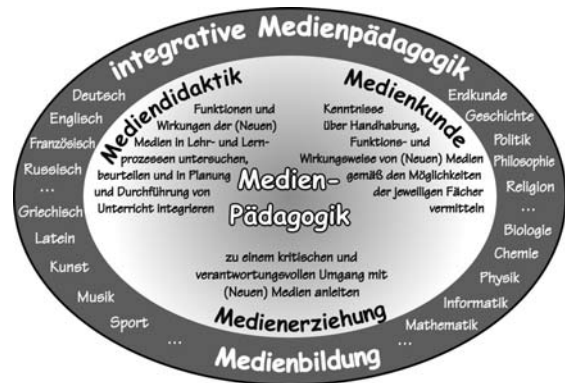 integrative Medienpädagogik
Deutsch
Englisch
Französisch
Russisch
...
Griechisch
Latein
Kunst
Musik
Sport
...
Mediendidaktik
Funktionen und
Wirkungen der (Neuen)
Medien in Lehr- und Lern-
prozessen untersuchen,
beurteilen und in Planung
und Durchführung von
Unterricht integrieren
Medienkunde
Kenntnisse
über Handhabung,
Funktions- und
Wirkungsweise von (Neuen) Medien
gemäß den Möglichkeiten
der jeweiligen Fächer
vermitteln
Medien-
Pädagogik
zu einem kritischen und
verantwortungsvollen Umgang mit
(Neuen) Medien anleiten
Medienerziehung
Erdkunde
Geschichte
Politik
Philosophie
Religion
...
Biologie
Chemie
Physik
Informatik
Mathematik
...
Medienbildung